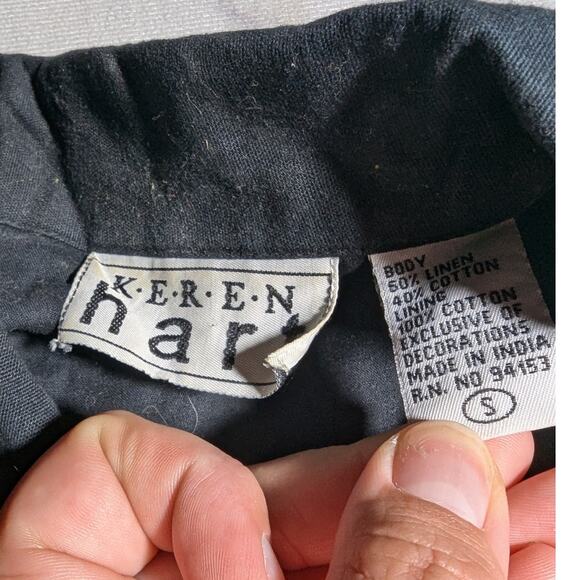 K·E·R·E·N
hart
BODY
60% LINEN
40% COTTON
LINING
100% COTTON
EXCLUSIVE OF
DECORATIONS
MADE IN INDIA
R.N. NO 94153
S